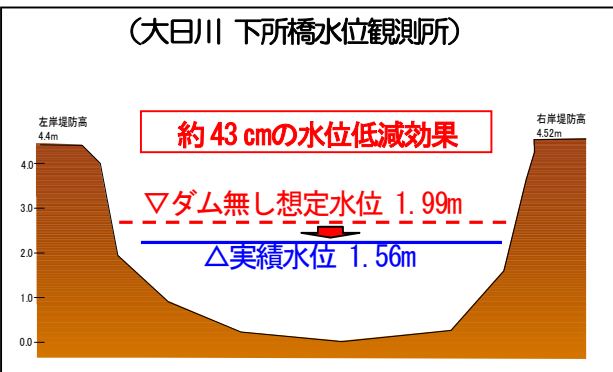 (大日川 下所橋水位観測所)
左岸堤防高
4.4m
右岸堤防高
4.52m
約 43 cmの水位低減効果
4.0
▽ダム無し想定水位 1.99m
3.0
2.0
△実績水位 1.56m
1.0
0.0